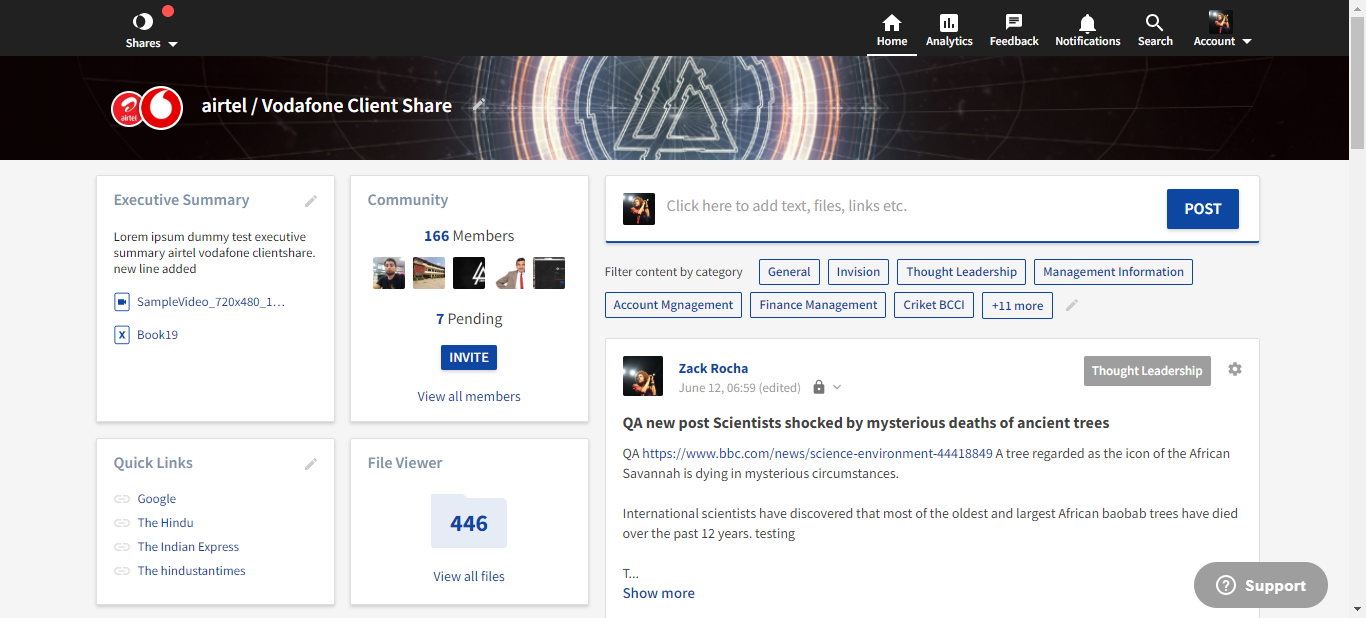 Shares
Home
Analytics
Feedback
Notifications
Search
Account
airtel
airtel / Vodafone Client Share
Executive Summary
Lorem ipsum dummy test executive
summary airtel vodafone clientshare.
new line added
SampleVideo_720x480_1...
X Book19
Community
166 Members
7 Pending
INVITE
View all members
Quick Links
Google
The Hindu
The Indian Express
The hindustantimes
File Viewer
446
View all files
Click here to add text, files, links etc.
POST
Filter content by category
General
Invision
Thought Leadership
Management Information
Account Mgnagement
Finance Management
Criket BCCI
+11 more
Zack Rocha
June 12, 06:59 (edited)
Thought Leadership
QA new post Scientists shocked by mysterious deaths of ancient trees
QA https://www.bbc.com/news/science-environment-44418849 A tree regarded as the icon of the African
Savannah is dying in mysterious circumstances.
International scientists have discovered that most of the oldest and largest African baobab trees have died
over the past 12 years. testing
T...
Show more
? Support